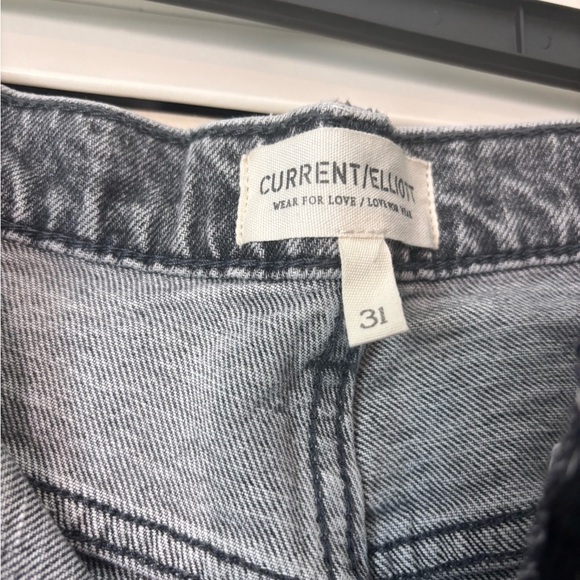 CURRENT/ELLIOTT
WEAR FOR LOVE / LOVE FOR WEAR
31